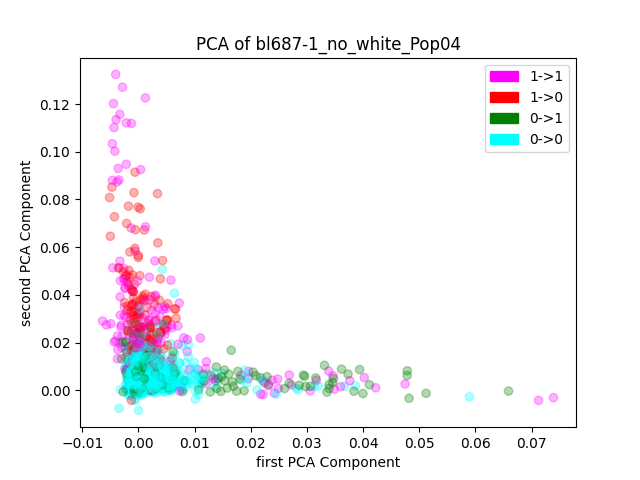 PCA of bl687-1_no_white_Pop04
1->1
1->0
0->1
0->0
0.12
0.10
0.08
0.06
0.04
0.02
0.00
second PCA Component
−0.01 0.00 0.01 0.02 0.03 0.04 0.05 0.06 0.07
first PCA Component